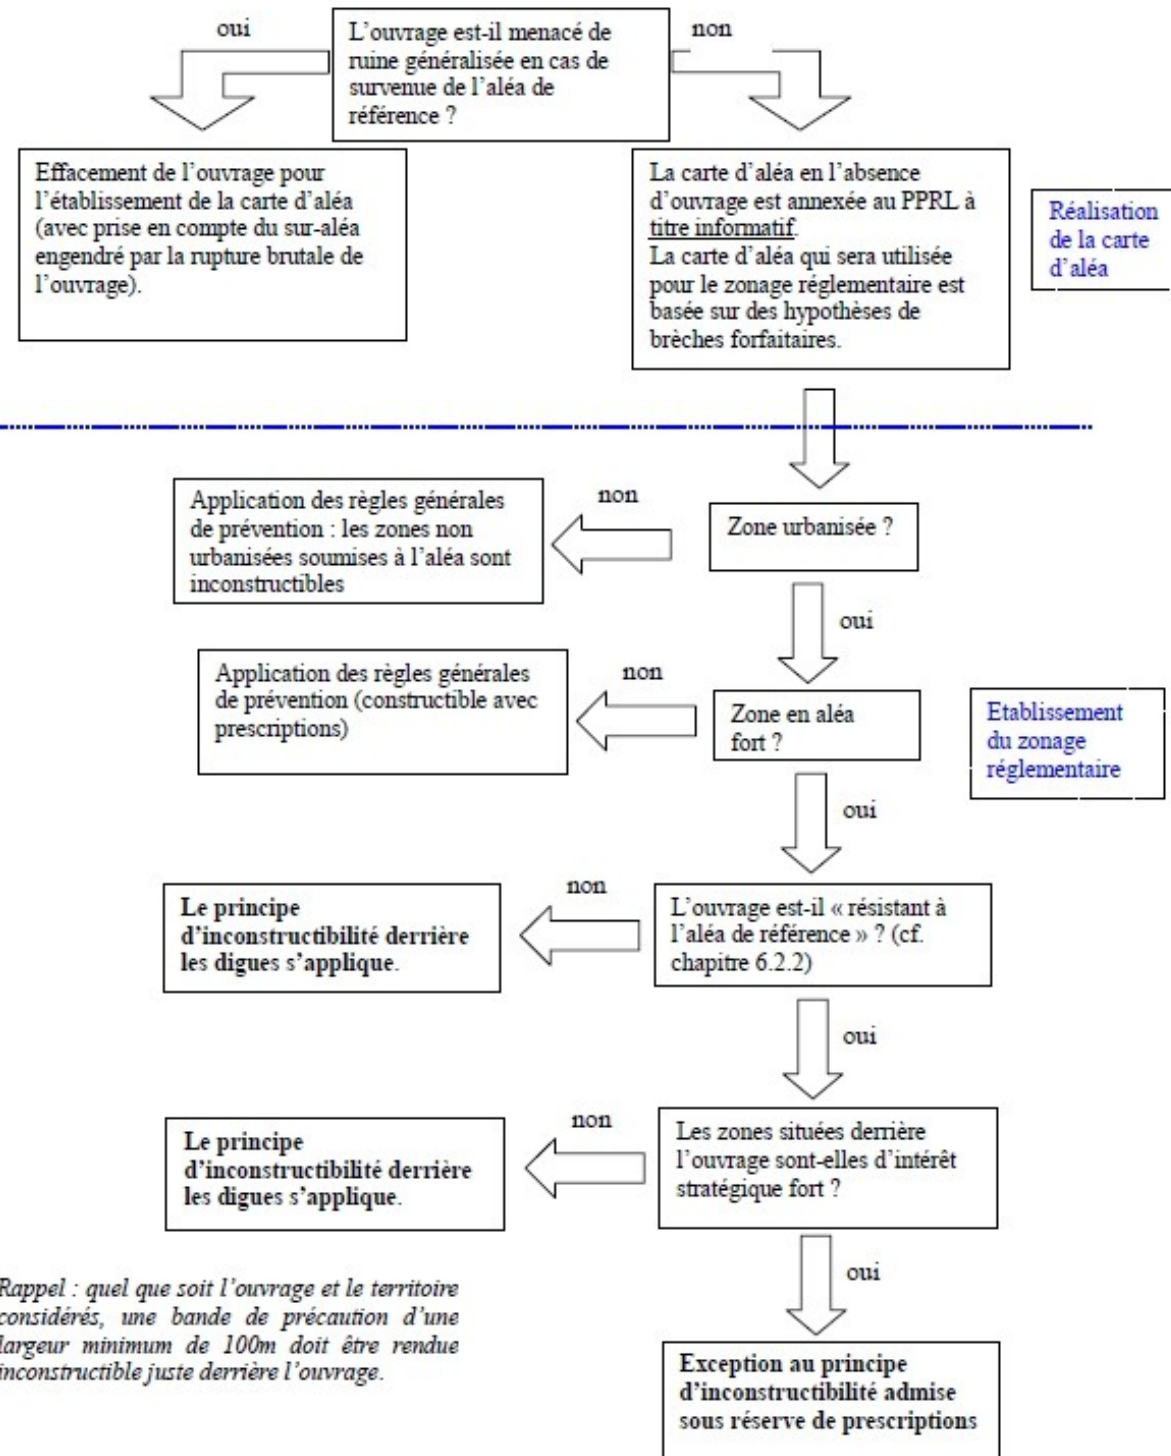 oui
L’ouvrage est-il menacé de
ruine généralisée en cas de
survenue de l’aléa de
référence ?
non
Effacement de l’ouvrage pour
l’établissement de la carte d’aléa
(avec prise en compte du sur-aléa
engendré par la rupture brutale de
l’ouvrage).
La carte d’aléa en l’absence
d’ouvrage est annexée au PPRL à
titre informatif.
La carte d’aléa qui sera utilisée
pour le zonage réglementaire est
basée sur des hypothèses de
brèches forfaitaires.
Réalisation
de la carte
d’aléa
Application des règles générales
de prévention : les zones non
urbanisées soumises à l’aléa sont
inconstructibles
non
Zone urbanisée ?
oui
Application des règles générales
de prévention (constructible avec
prescriptions)
non
Zone en aléa
fort ?
Etablissement
du zonage
réglementaire
oui
Le principe
d’inconstructibilité derrière
les digues s’applique.
non
L’ouvrage est-il « résistant à
l’aléa de référence » ? (cf.
chapitre 6.2.2)
oui
Le principe
d’inconstructibilité derrière
les digues s’applique.
non
Les zones situées derrière
l’ouvrage sont-elles d’intérêt
stratégique fort ?
oui
Rappel : quel que soit l’ouvrage et le territoire
considérés, une bande de précaution d’une
largeur minimum de 100m doit être rendue
inconstructible juste derrière l’ouvrage.
Exception au principe
d’inconstructibilité admise
sous réserve de prescriptions